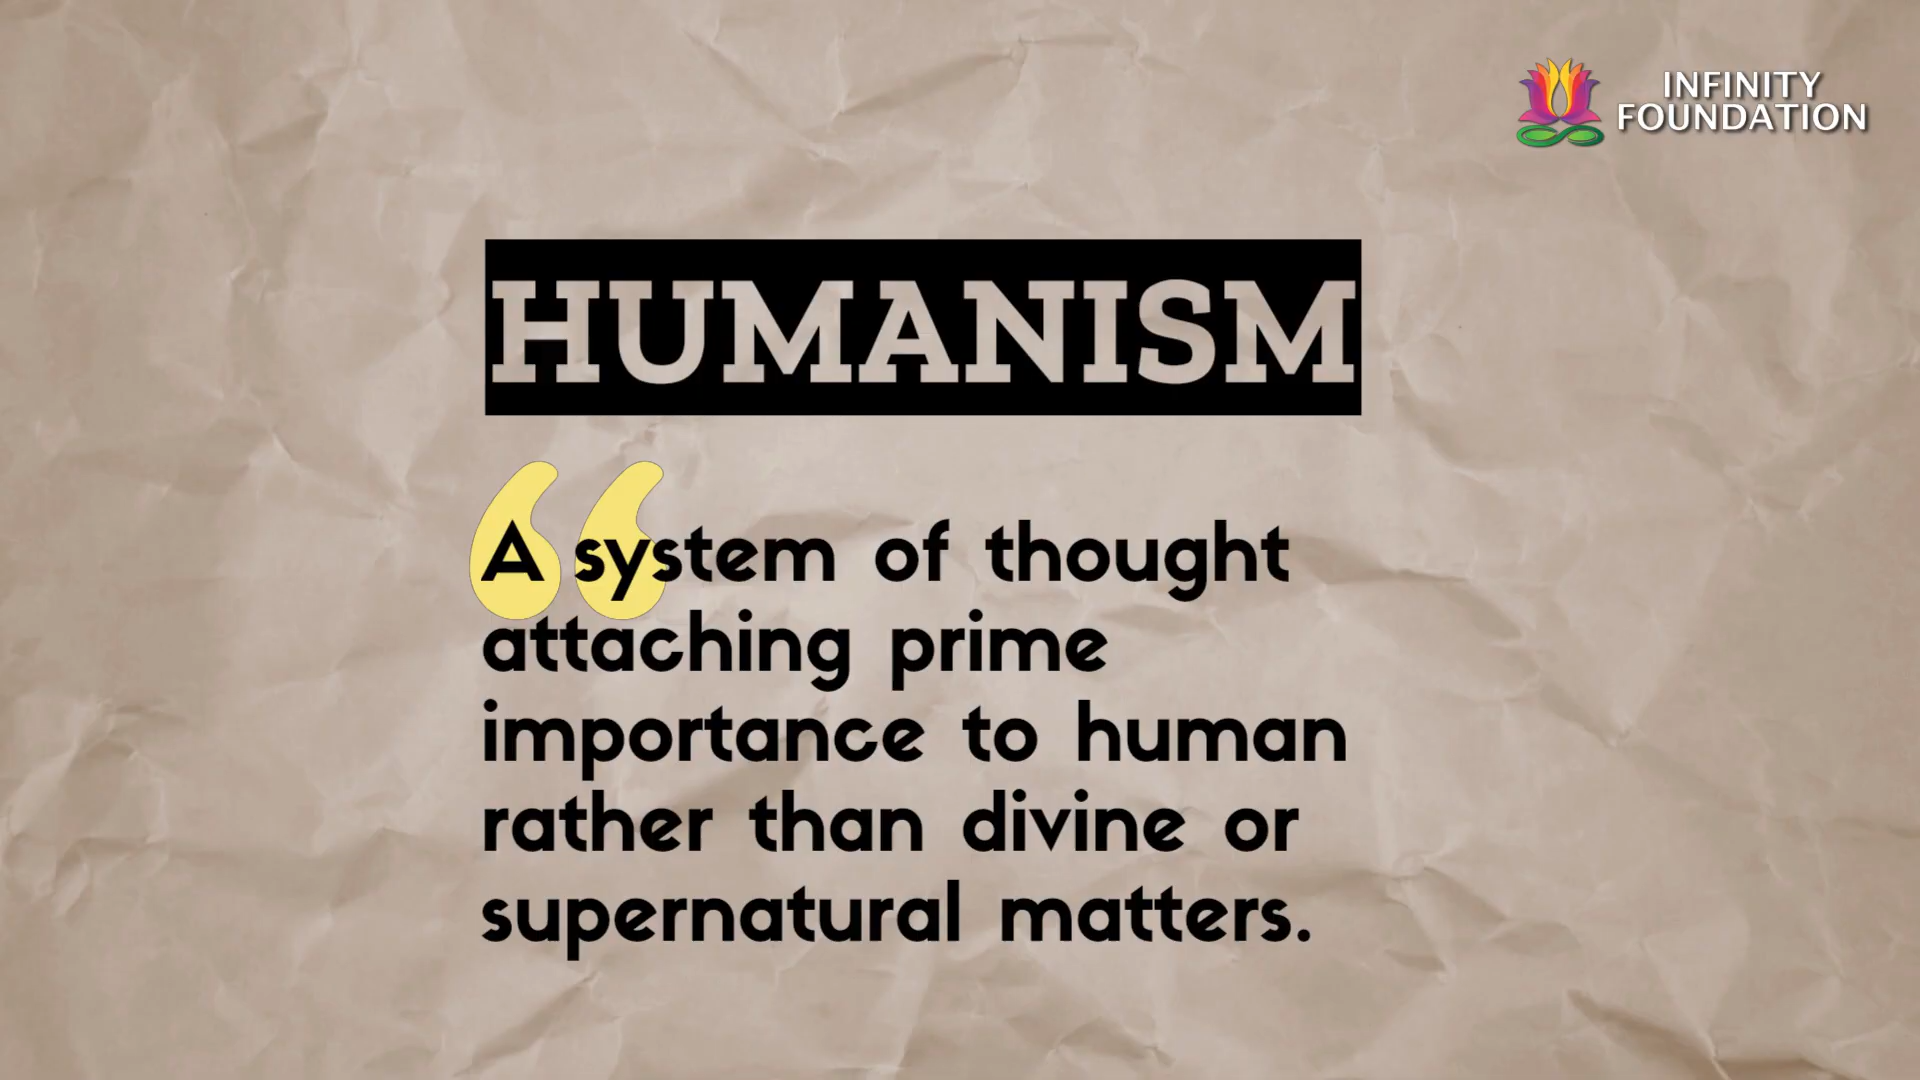 INFINITY
FOUNDATION
HUMANISM
A system of thought
attaching prime
importance to human
rather than divine or
supernatural matters.